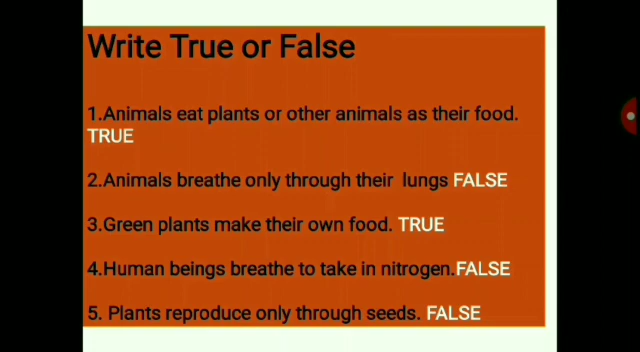 Write True or False
1.Animals eat plants or other animals as their food.
TRUE
2.Animals breathe only through their lungs FALSE
3.Green plants make their own food. TRUE
4.Human beings breathe to take in nitrogen.FALSE
5. Plants reproduce only through seeds. FALSE